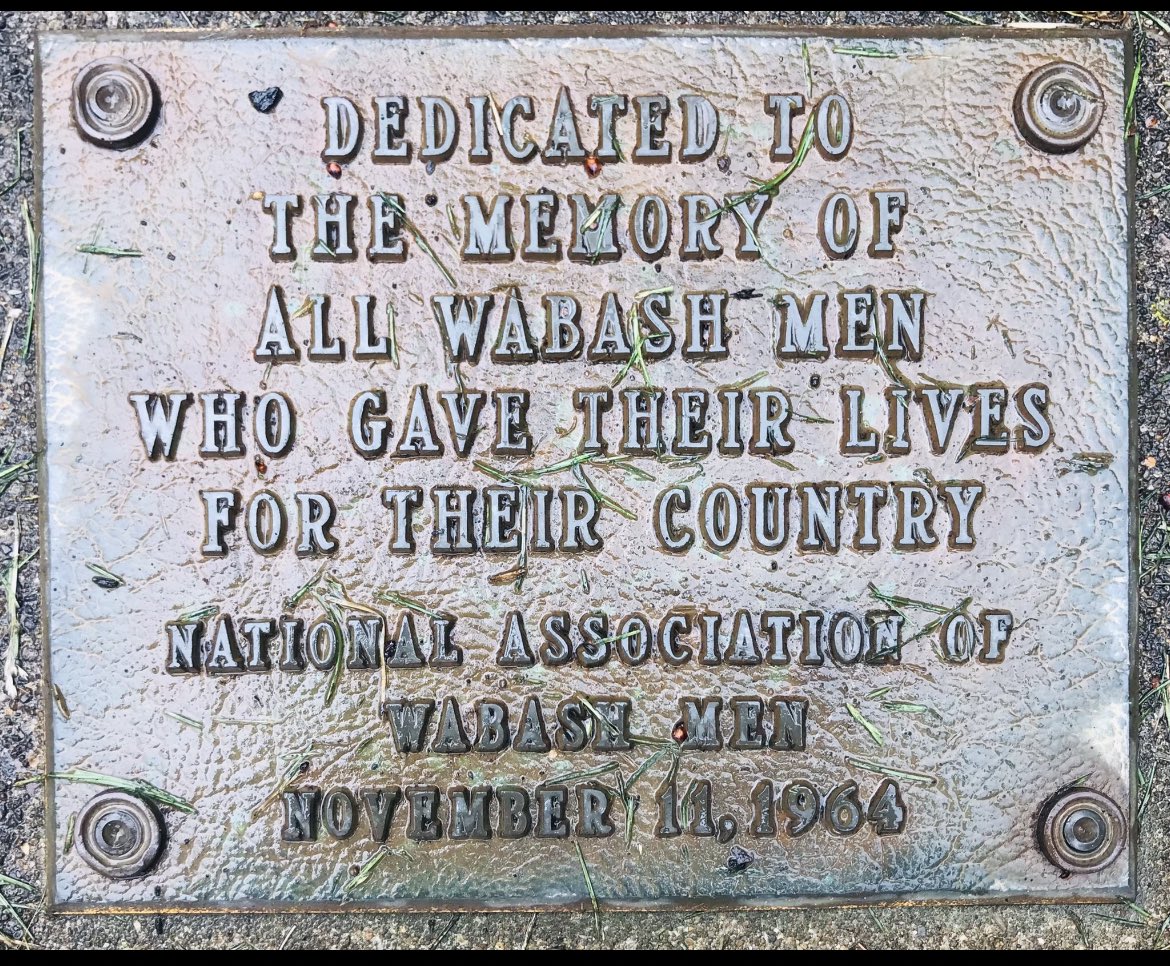 DEDICATED TO
THE MEMORY OF
ALL WABASH MEN
WHO GAVE THEIR LIVES
FOR THEIR COUNTRY
NATIONAL ASSOCIATION OF
WABASH MEN
NOVEMBER 11, 1964